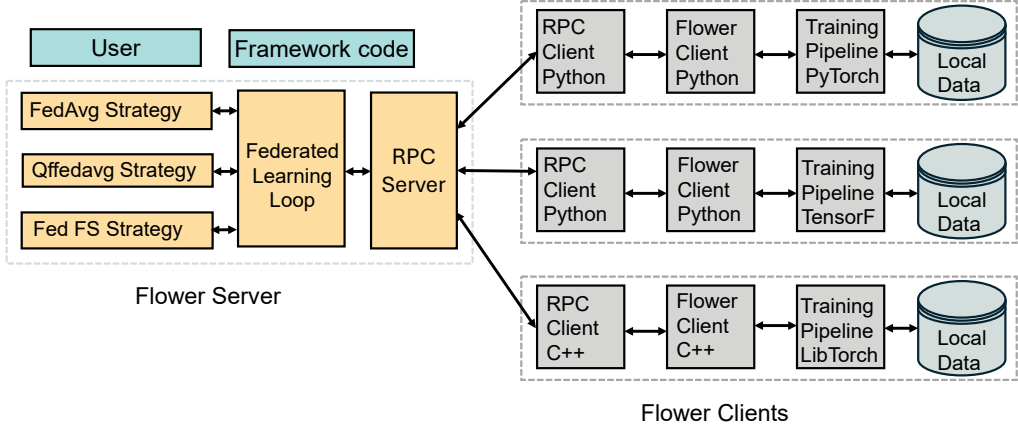 User
Framework code
FedAvg Strategy
Qffedavg Strategy
Fed FS Strategy
Federated
Learning
Loop
RPC
Server
Flower Server
RPC
Client
Python
Flower
Client
Python
Training
Pipeline
PyTorch
Local
Data
RPC
Client
Python
Flower
Client
Python
Training
Pipeline
TensorF
Local
Data
RPC
Client
C++
Flower
Client
C++
Training
Pipeline
LibTorch
Local
Data
Flower Clients